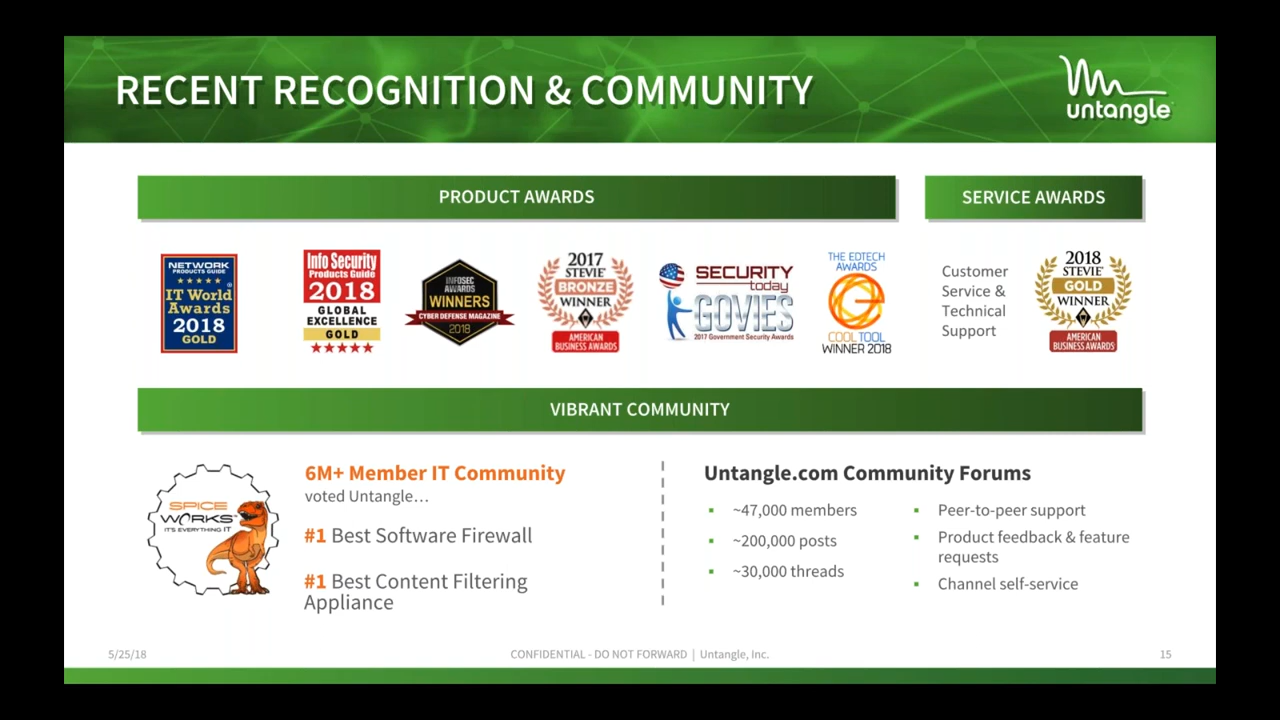 RECENT RECOGNITION & COMMUNITY
untangle
PRODUCT AWARDS
SERVICE AWARDS
NETWORK
PRODUCTS GUIDE
IT World
Awards
2018
GOLD
Info Security
Products Guide
2018
GLOBAL
EXCELLENCE
GOLD
INFOSEC
AWARDS
WINNERS
CYBER DEFENSE MAGAZINE
2018
2017
STEVIE®
BRONZE
WINNER
AMERICAN
BUSINESS AWARDS
SECURITY
today
GOVIES
2017 Government Security Awards
THE EDTECH
AWARDS
COOL TOOL
WINNER 2018
Customer
Service &
Technical
Support
2018
STEVIE®
GOLD
WINNER
AMERICAN
BUSINESS AWARDS
VIBRANT COMMUNITY
SPICE
WORKS™
IT'S EVERYTHING IT
6M+ Member IT Community
voted Untangle…
#1 Best Software Firewall
#1 Best Content Filtering
Appliance
Untangle.com Community Forums
▪ ~47,000 members
▪ ~200,000 posts
▪ ~30,000 threads
▪ Peer-to-peer support
▪ Product feedback & feature
requests
▪ Channel self-service
5/25/18
CONFIDENTIAL - DO NOT FORWARD | Untangle, Inc.
15